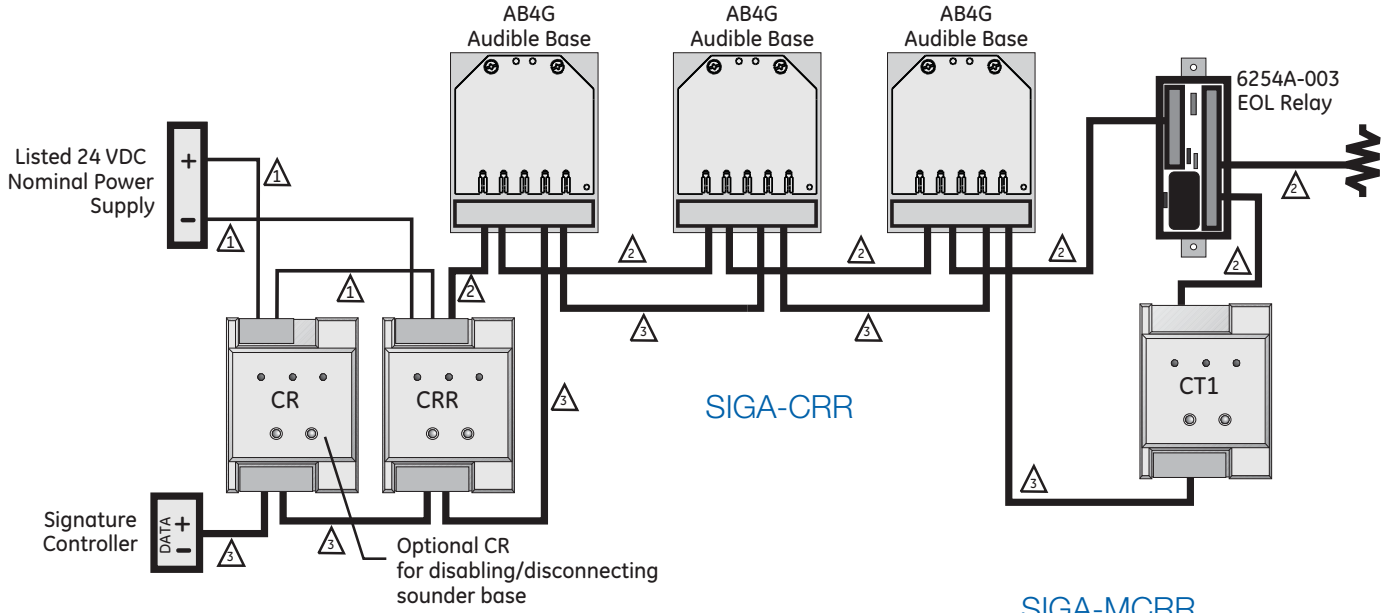 AB4G
Audible Base
AB4G
Audible Base
AB4G
Audible Base
6254A-003
EOL Relay
Listed 24 VDC
Nominal Power
Supply
+
-
1
1
1
2
2
2
2
2
2
3
3
3
CR
CRR
SIGA-CRR
CT1
3
Signature
Controller
DATA
+
-
3
3
Optional CR
for disabling/disconnecting
sounder base
SIGA-MCRR